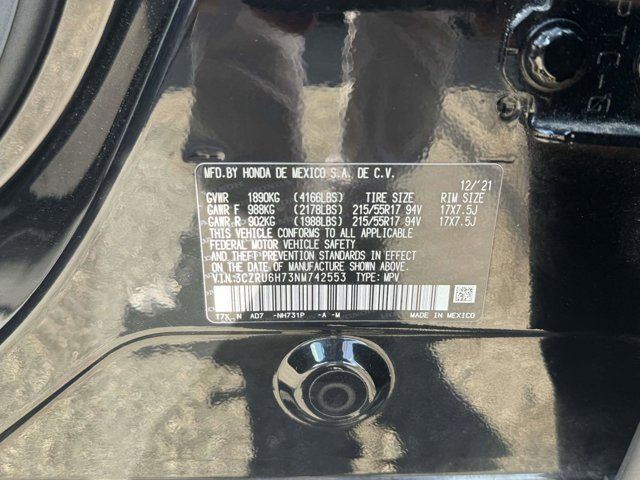 MFD.BY HONDA DE MEXICO S.A. DE C.V.
12/'21
GVWR 1890KG (4166LBS) TIRE SIZE RIM SIZE
GAWR F 988KG (2178LBS) 215/55R17 94V 17X7.5J
GAWR R 902KG (1988LBS) 215/55R17 94V 17X7.5J
THIS VEHICLE CONFORMS TO ALL APPLICABLE
FEDERAL MOTOR VEHICLE SAFETY
AND THEFT PREVENTION STANDARDS IN EFFECT
ON THE DATE OF MANUFACTURE SHOWN ABOVE.
V.I.N:3CZRU6H73NM742553 TYPE: MPV
T7X_N AD7 -NH731P -A -M MADE IN MEXICO